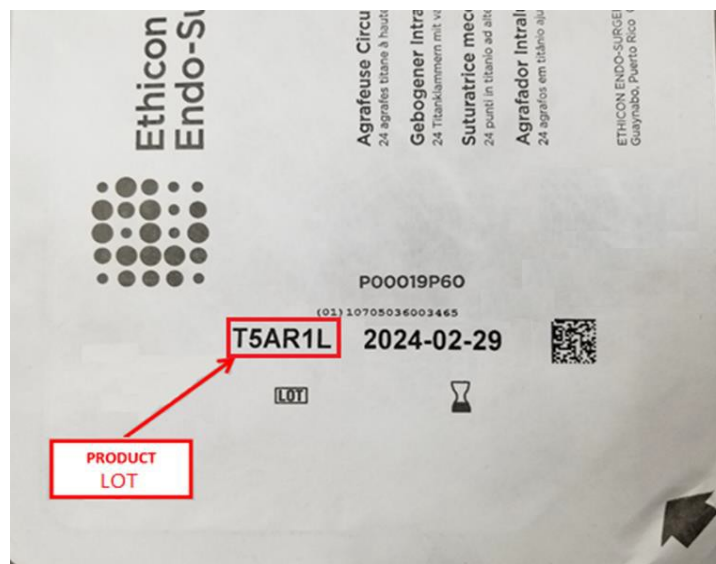 Ethicon
Endo-Su
Agrafeuse Circu
24 agrafes titane à haute
Gebogener Intra
24 Titanklammern mit va
Suturatrice mec
24 punti in titanio ad alte
Agrafador Intral
24 agrafos em titânio aju
ETHICON ENDO-SURGE
Guaynabo, Puerto Rico
P00019P60
(01)10705036003465
T5AR1L 2024-02-29
LOT
PRODUCT
LOT